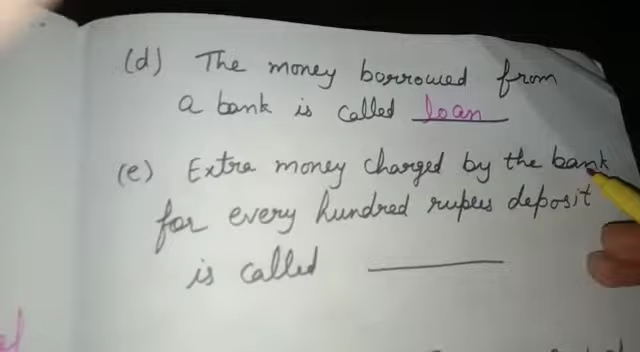 (d) The money borrowed from
a bank is called loan
(e) Extra money charged by the bank
for every hundred rupees deposit
is called ________